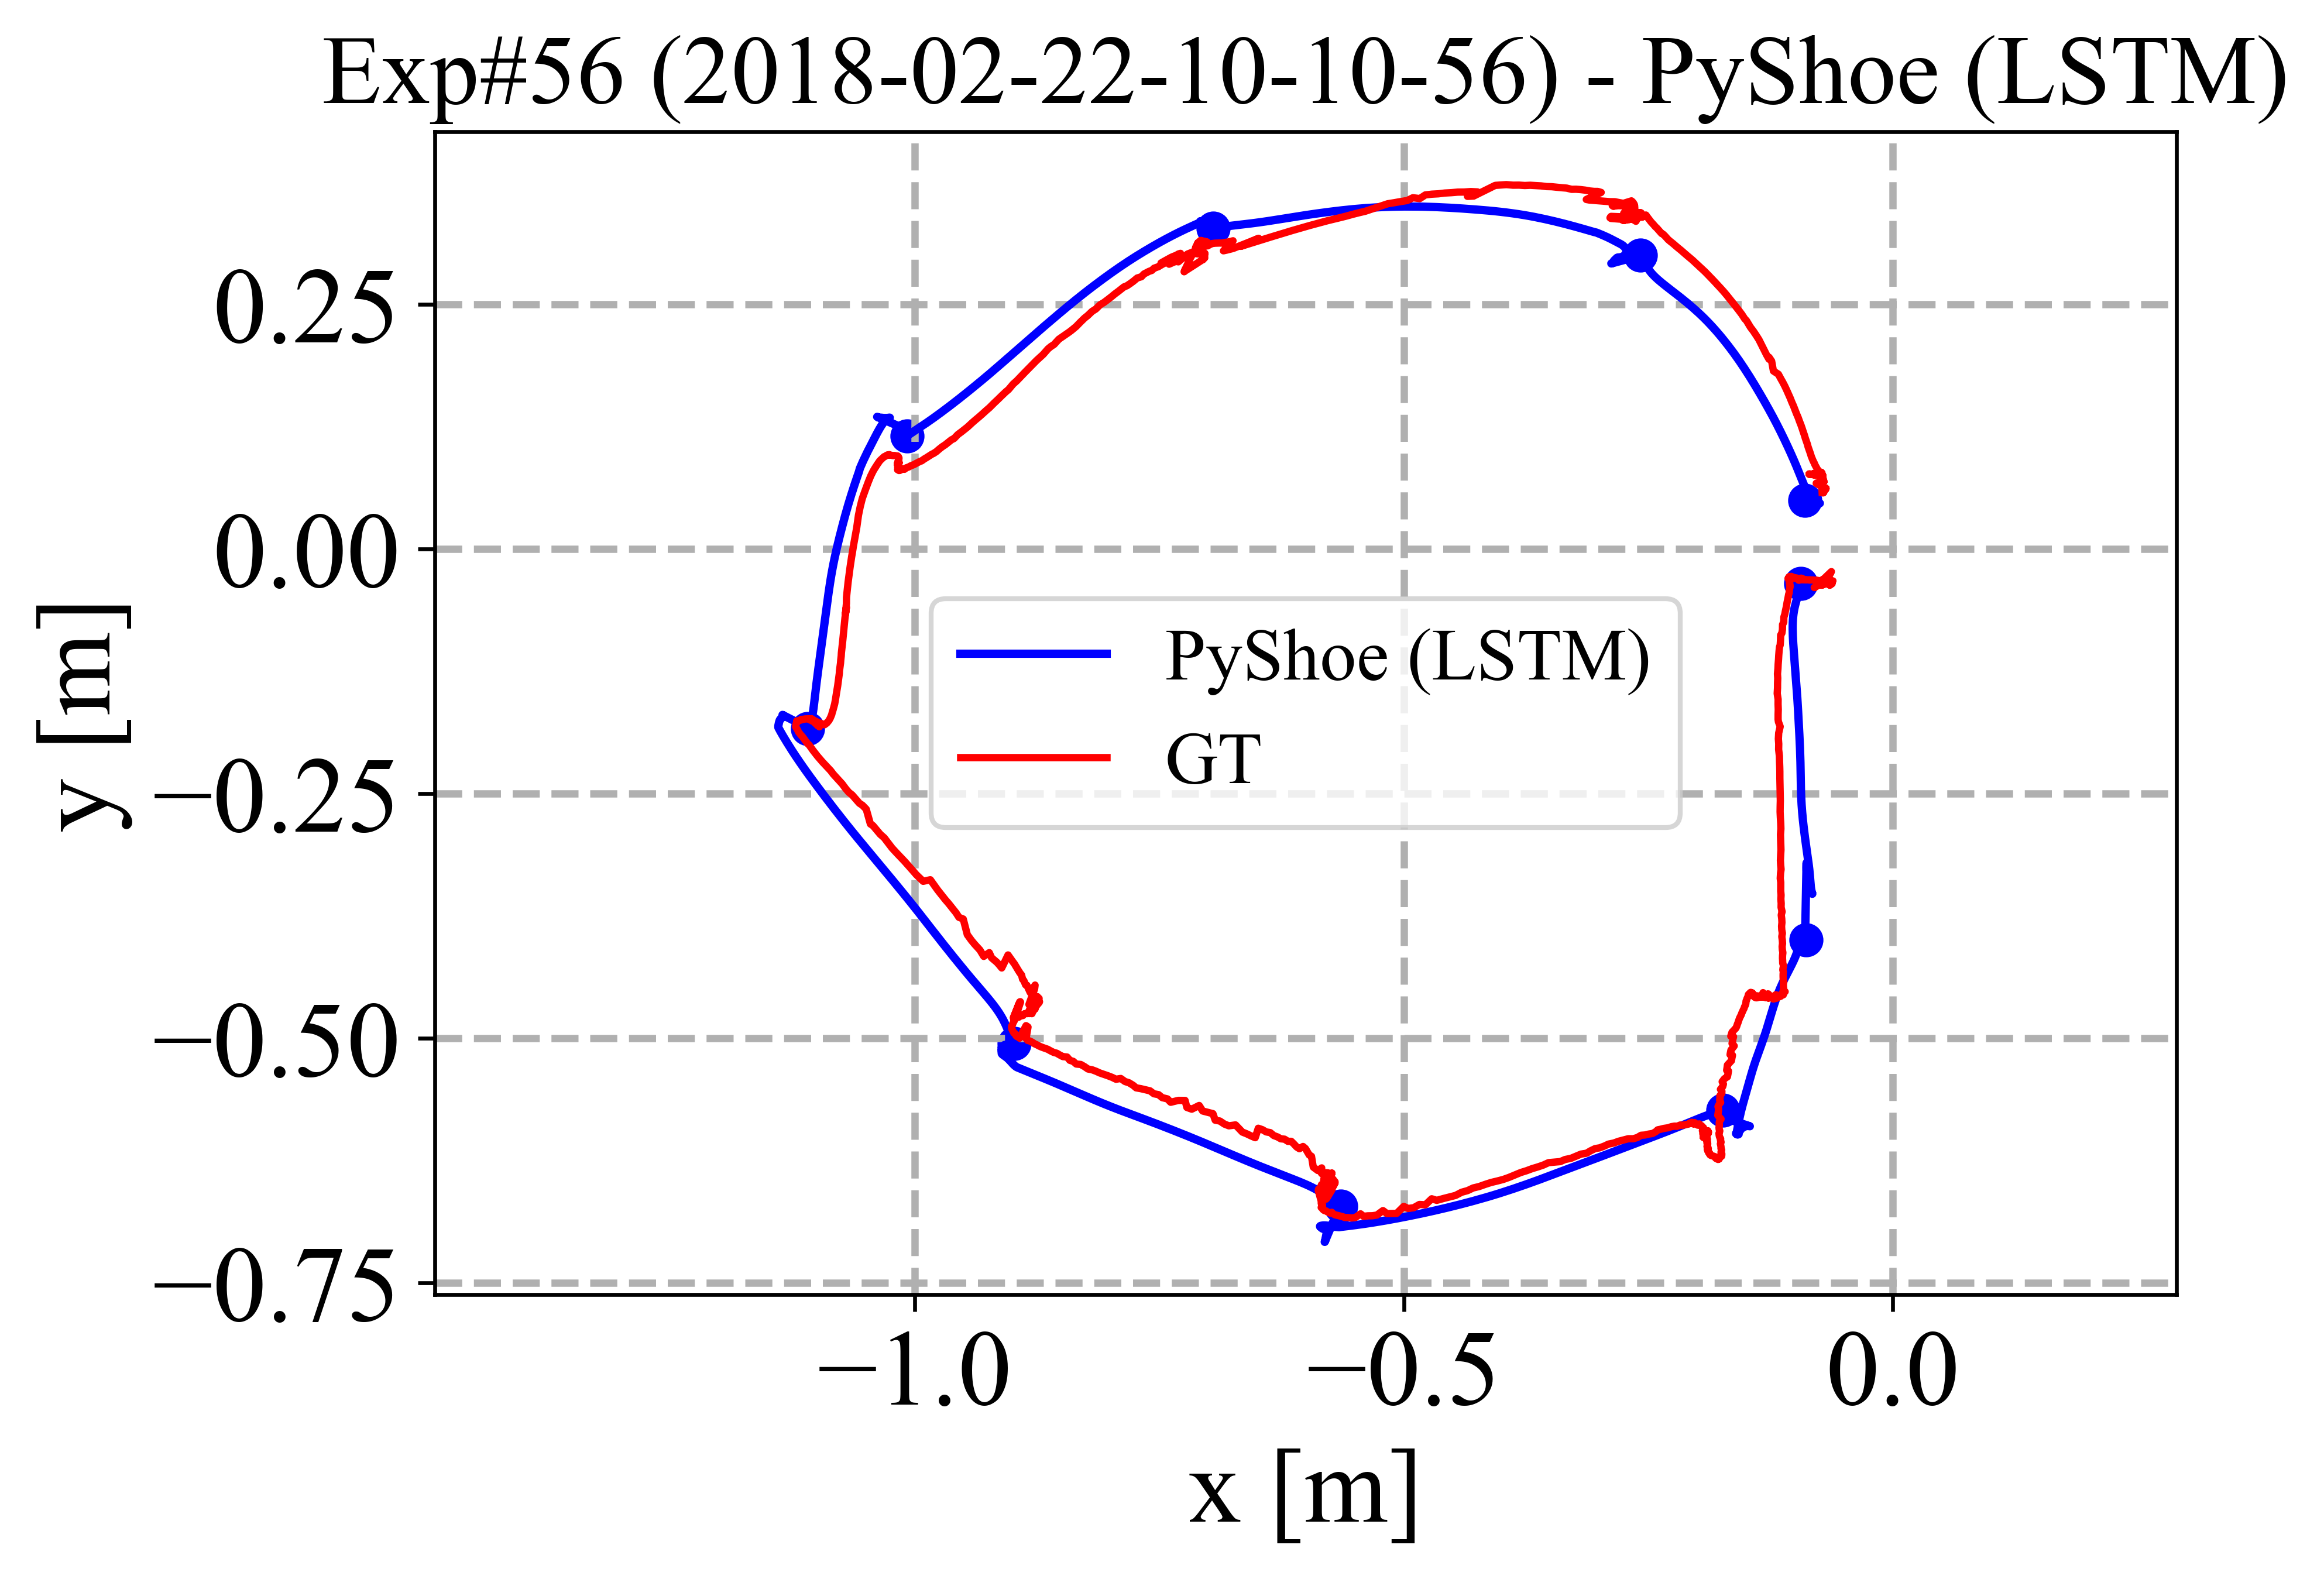 Exp#56 (2018-02-22-10-10-56) - PyShoe (LSTM)
y [m]
0.25
0.00
−0.25
−0.50
−0.75
PyShoe (LSTM)
GT
−1.0 −0.5 0.0
x [m]